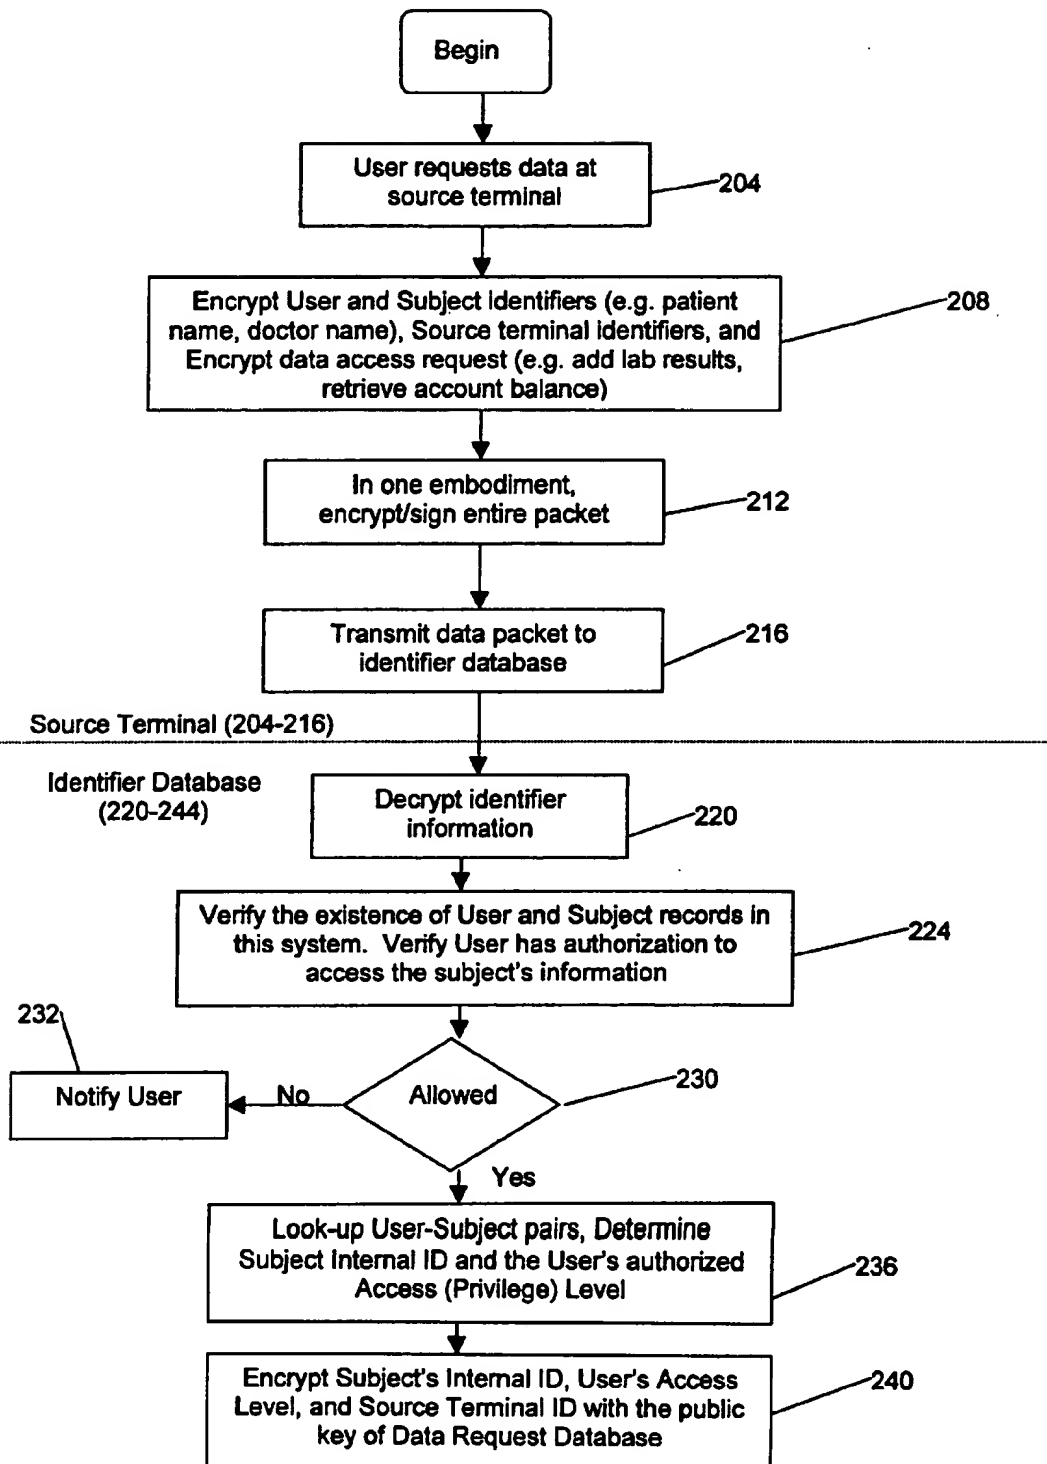 Begin
User requests data at
source terminal
204
Encrypt User and Subject Identifiers (e.g. patient
name, doctor name), Source terminal identifiers, and
Encrypt data access request (e.g. add lab results,
retrieve account balance)
208
In one embodiment,
encrypt/sign entire packet
212
Transmit data packet to
identifier database
216
Source Terminal (204-216)
Identifier Database
(220-244)
Decrypt identifier
information
220
Verify the existence of User and Subject records in
this system. Verify User has authorization to
access the subject's information
224
232
Notify User
No
Allowed
230
Yes
Look-up User-Subject pairs, Determine
Subject Internal ID and the User's authorized
Access (Privilege) Level
236
Encrypt Subject's Internal ID, User's Access
Level, and Source Terminal ID with the public
key of Data Request Database
240